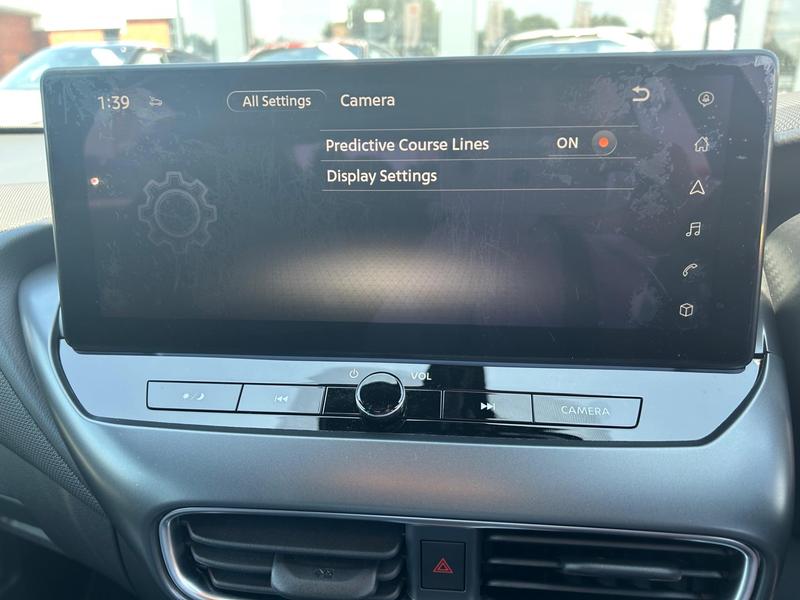 1:39
All Settings
Camera
Predictive Course Lines ON
Display Settings
VOL
CAMERA